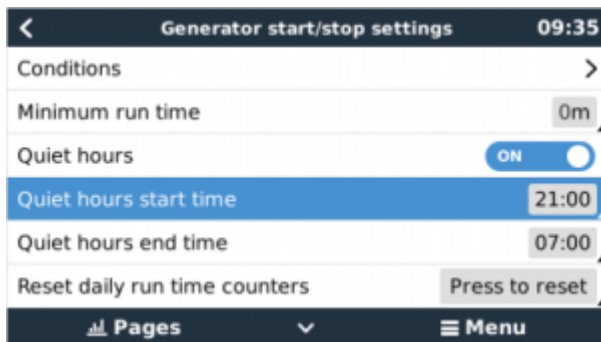 Generator start/stop settings 09:35
Conditions
Minimum run time 0m
Quiet hours ON
Quiet hours start time 21:00
Quiet hours end time 07:00
Reset daily run time counters Press to reset
Pages Menu